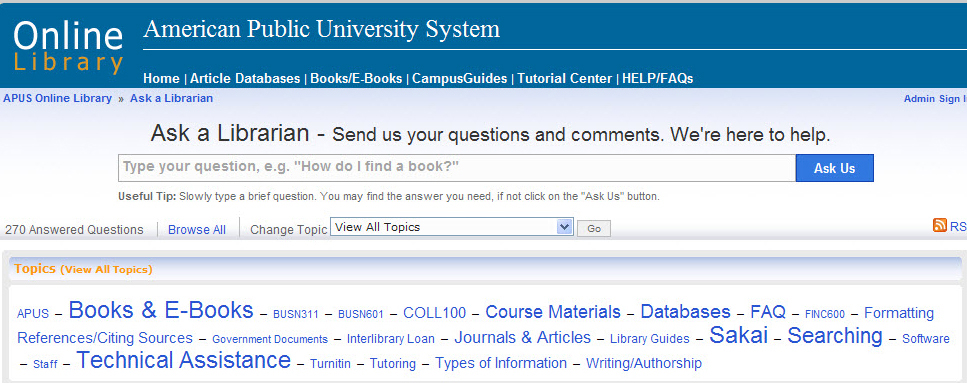 Online
Library
American Public University System
Home | Article Databases | Books/E-Books | CampusGuides | Tutorial Center | HELP/FAQs
APUS Online Library » Ask a Librarian
Admin Sign I
Ask a Librarian - Send us your questions and comments. We're here to help.
Type your question, e.g. "How do I find a book?"
Ask Us
Useful Tip: Slowly type a brief question. You may find the answer you need, if not click on the "Ask Us" button.
270 Answered Questions | Browse All | Change Topic View All Topics Go
RS
Topics (View All Topics)
APUS – Books & E-Books – BUSN311 – BUSN601 – COLL100 – Course Materials – Databases – FAQ – FINC600 – Formatting
References/Citing Sources – Government Documents – Interlibrary Loan – Journals & Articles – Library Guides – Sakai – Searching – Software
– Staff – Technical Assistance – Turnitin – Tutoring – Types of Information – Writing/Authorship